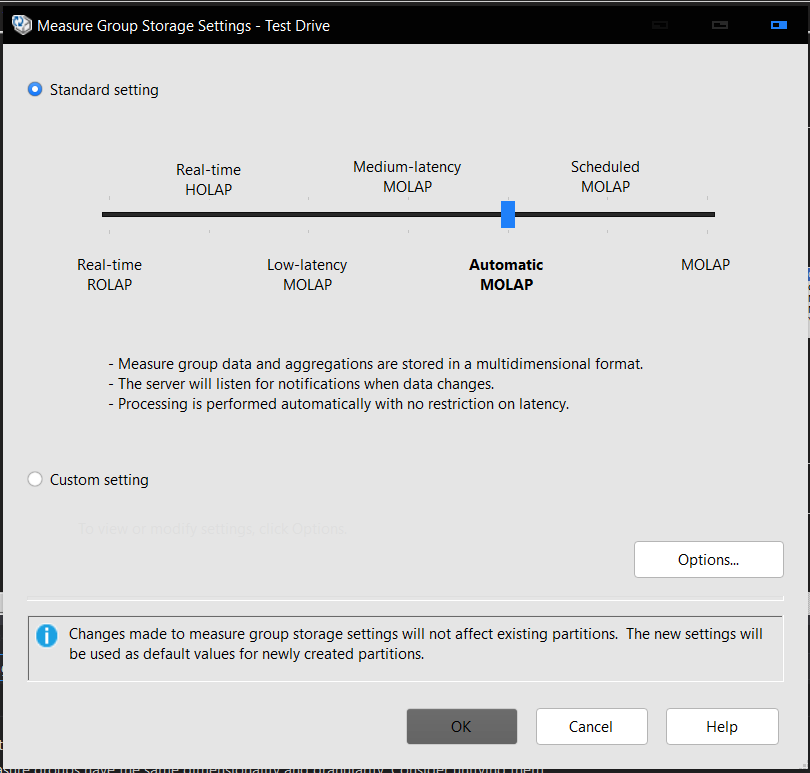 Measure Group Storage Settings - Test Drive
Standard setting
Real-time
HOLAP
Medium-latency
MOLAP
Scheduled
MOLAP
Real-time
ROLAP
Low-latency
MOLAP
Automatic
MOLAP
MOLAP
- Measure group data and aggregations are stored in a multidimensional format.
- The server will listen for notifications when data changes.
- Processing is performed automatically with no restriction on latency.
Custom setting
To view or modify settings, click Options.
Options...
Changes made to measure group storage settings will not affect existing partitions.  The new settings will
be used as default values for newly created partitions.
OK
Cancel
Help
groups have the same dimensionality and granularity. Consider unifying them